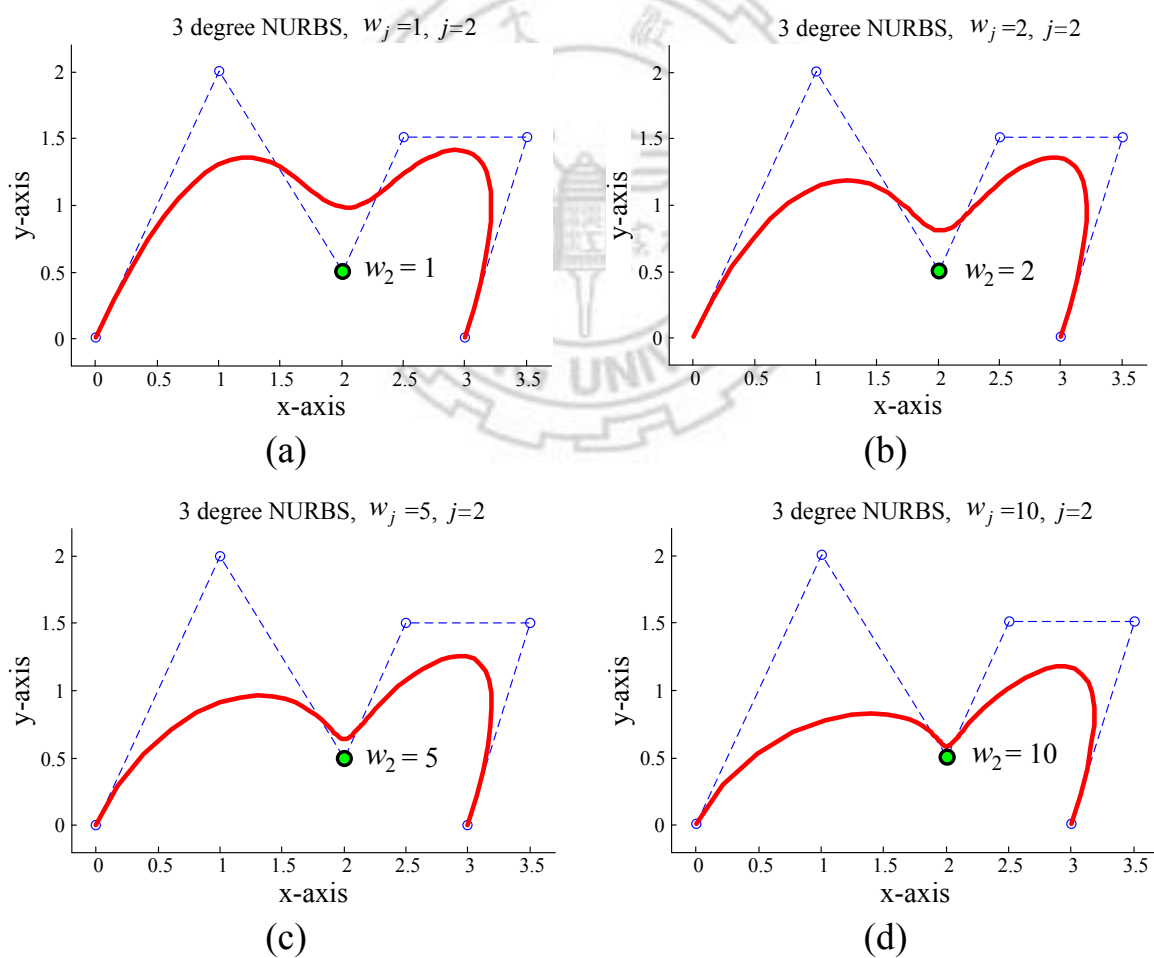 3 degree NURBS, w_j =1, j=2
2
1.5
1
0.5
0
y-axis
w_2 = 1
0 0.5 1 1.5 2 2.5 3 3.5
x-axis
(a)
3 degree NURBS, w_j =2, j=2
2
1.5
1
0.5
0
y-axis
w_2 = 2
0 0.5 1 1.5 2 2.5 3 3.5
x-axis
(b)
UNIV
3 degree NURBS, w_j =5, j=2
2
1.5
1
0.5
0
y-axis
w_2 = 5
0 0.5 1 1.5 2 2.5 3 3.5
x-axis
(c)
3 degree NURBS, w_j =10, j=2
2
1.5
1
0.5
0
y-axis
w_2 = 10
0 0.5 1 1.5 2 2.5 3 3.5
x-axis
(d)